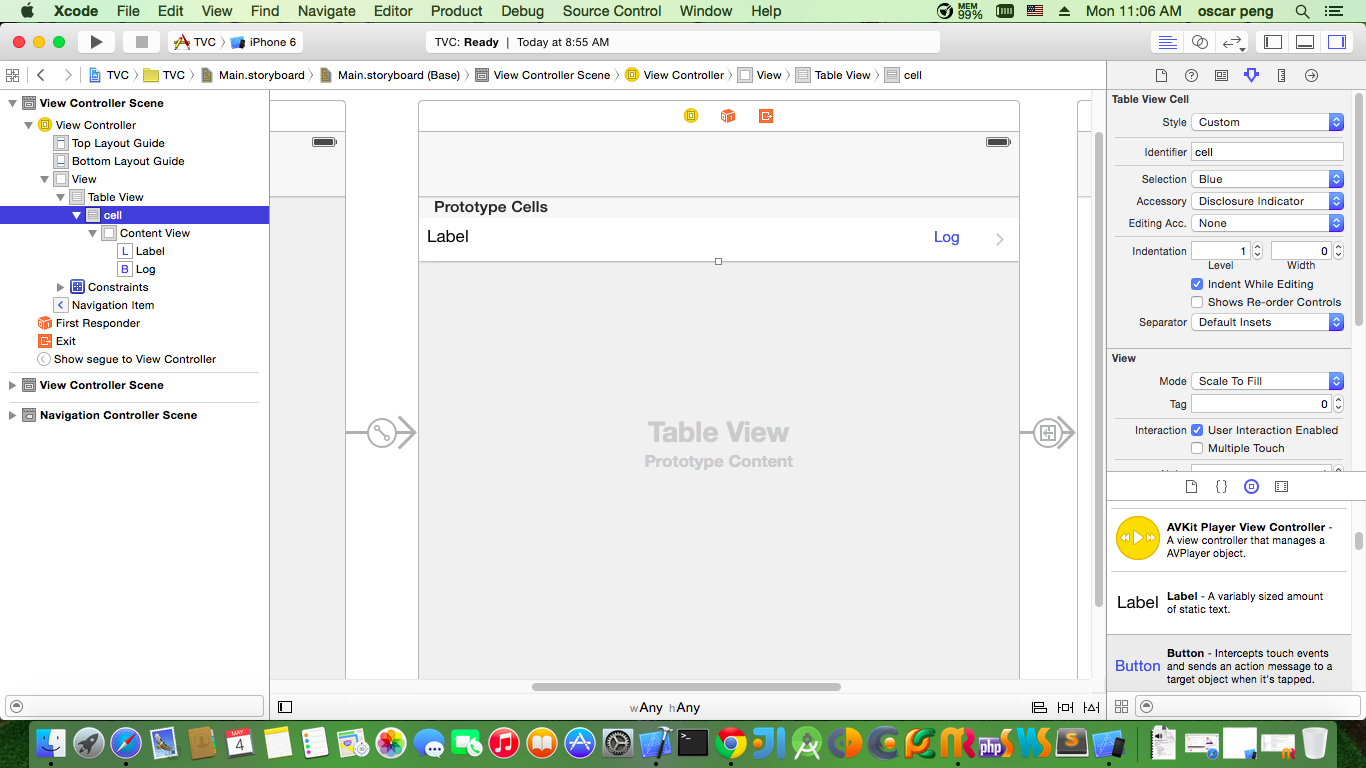 Xcode File Edit View Find Navigate Editor Product Debug Source Control Window Help MEM 99% Mon 11:06 AM oscar peng
TVC iPhone 6 TVC: Ready | Today at 8:55 AM
TVC TVC Main.storyboard Main.storyboard (Base) View Controller Scene View Controller View Table View cell
View Controller Scene
View Controller
Top Layout Guide
Bottom Layout Guide
View
Table View
cell
Content View
L Label
B Log
Constraints
Navigation Item
First Responder
Exit
Show segue to View Controller
View Controller Scene
Navigation Controller Scene
Prototype Cells
Label Log
Table View
Prototype Content
wAny hAny
Table View Cell
Style Custom
Identifier cell
Selection Blue
Accessory Disclosure Indicator
Editing Acc. None
Indentation 1 0
Level Width
Indent While Editing
Shows Re-order Controls
Separator Default Insets
View
Mode Scale To Fill
Tag 0
Interaction User Interaction Enabled
Multiple Touch
{ }
AVKit Player View Controller -
A view controller that manages a
AVPlayer object.
Label Label - A variably sized amount
of static text.
Button Button - Intercepts touch events
and sends an action message to a
target object when it's tapped.
MAY
4
php